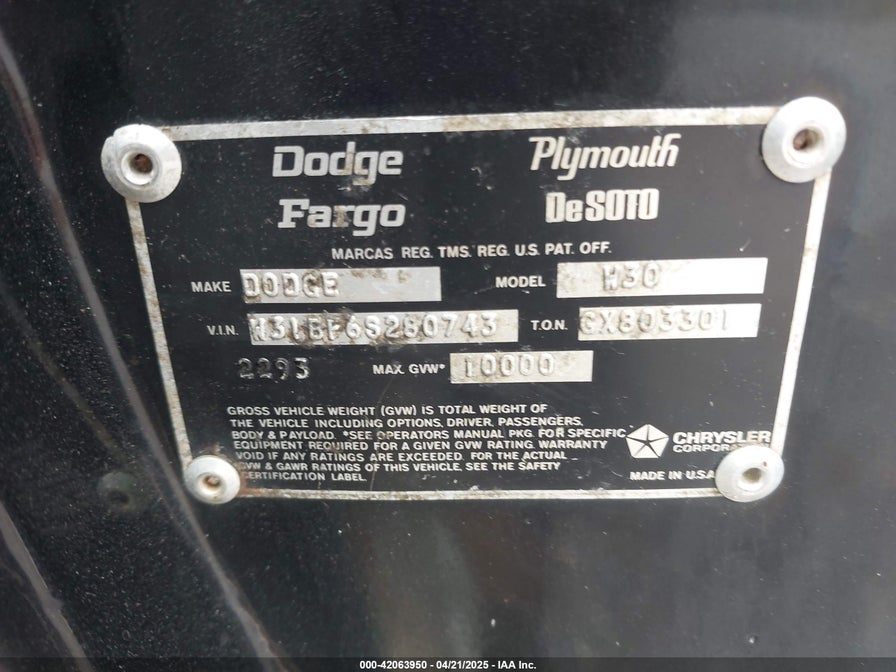 Dodge Plymouth
Fargo DeSOTO
MARCAS REG. TMS. REG. U.S. PAT. OFF.
MAKE DODGE MODEL W30
V.I.N. W31BF6S280743 T.O.N. CX803301
2293 MAX. GVW* 10000
GROSS VEHICLE WEIGHT (GVW) IS TOTAL WEIGHT OF
THE VEHICLE INCLUDING OPTIONS, DRIVER, PASSENGERS,
BODY & PAYLOAD. *SEE OPERATORS MANUAL PKG. FOR SPECIFIC
EQUIPMENT REQUIRED FOR A GIVEN GVW RATING. WARRANTY
VOID IF ANY RATINGS ARE EXCEEDED. FOR THE ACTUAL
GVW & GAWR RATINGS OF THIS VEHICLE, SEE THE SAFETY
CERTIFICATION LABEL.
CHRYSLER
CORPORA
MADE IN U.S.A
000-42063950 - 04/21/2025 - IAA Inc.